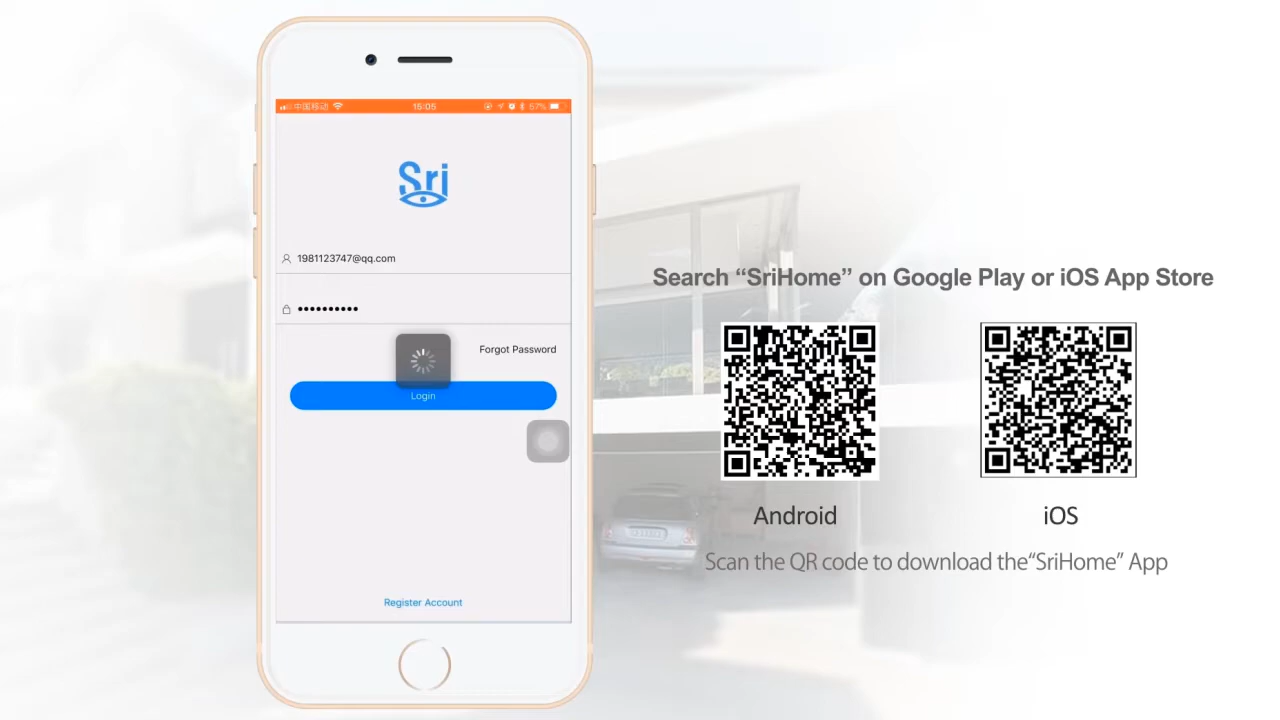 中国移动
15:05
57%
Sri
1981123747@qq.com
••••••••••
Forgot Password
Login
Register Account
Search “SriHome” on Google Play or iOS App Store
Android
iOS
Scan the QR code to download the“SriHome” App